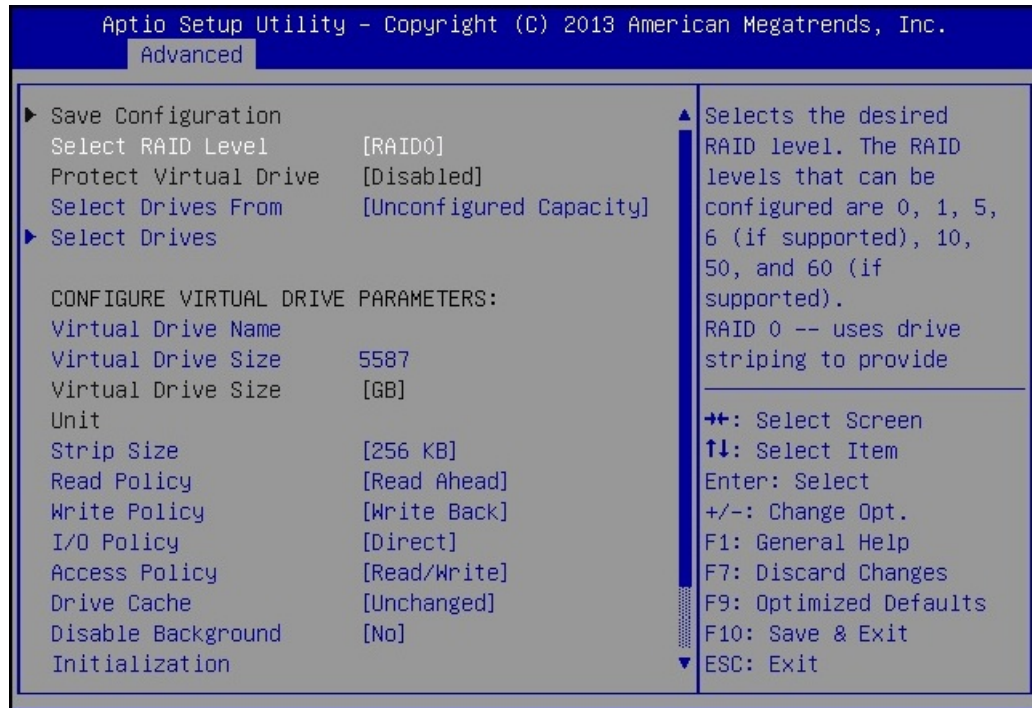 Aptio Setup Utility – Copyright (C) 2013 American Megatrends, Inc.
Advanced
Save Configuration
Select RAID Level [RAID0]
Protect Virtual Drive [Disabled]
Select Drives From [Unconfigured Capacity]
Select Drives
CONFIGURE VIRTUAL DRIVE PARAMETERS:
Virtual Drive Name
Virtual Drive Size 5587
Virtual Drive Size [GB]
Unit
Strip Size [256 KB]
Read Policy [Read Ahead]
Write Policy [Write Back]
I/O Policy [Direct]
Access Policy [Read/Write]
Drive Cache [Unchanged]
Disable Background [No]
Initialization
Selects the desired
RAID level. The RAID
levels that can be
configured are 0, 1, 5,
6 (if supported), 10,
50, and 60 (if
supported).
RAID 0 -- uses drive
striping to provide
→←: Select Screen
↑↓: Select Item
Enter: Select
+/-: Change Opt.
F1: General Help
F7: Discard Changes
F9: Optimized Defaults
F10: Save & Exit
ESC: Exit